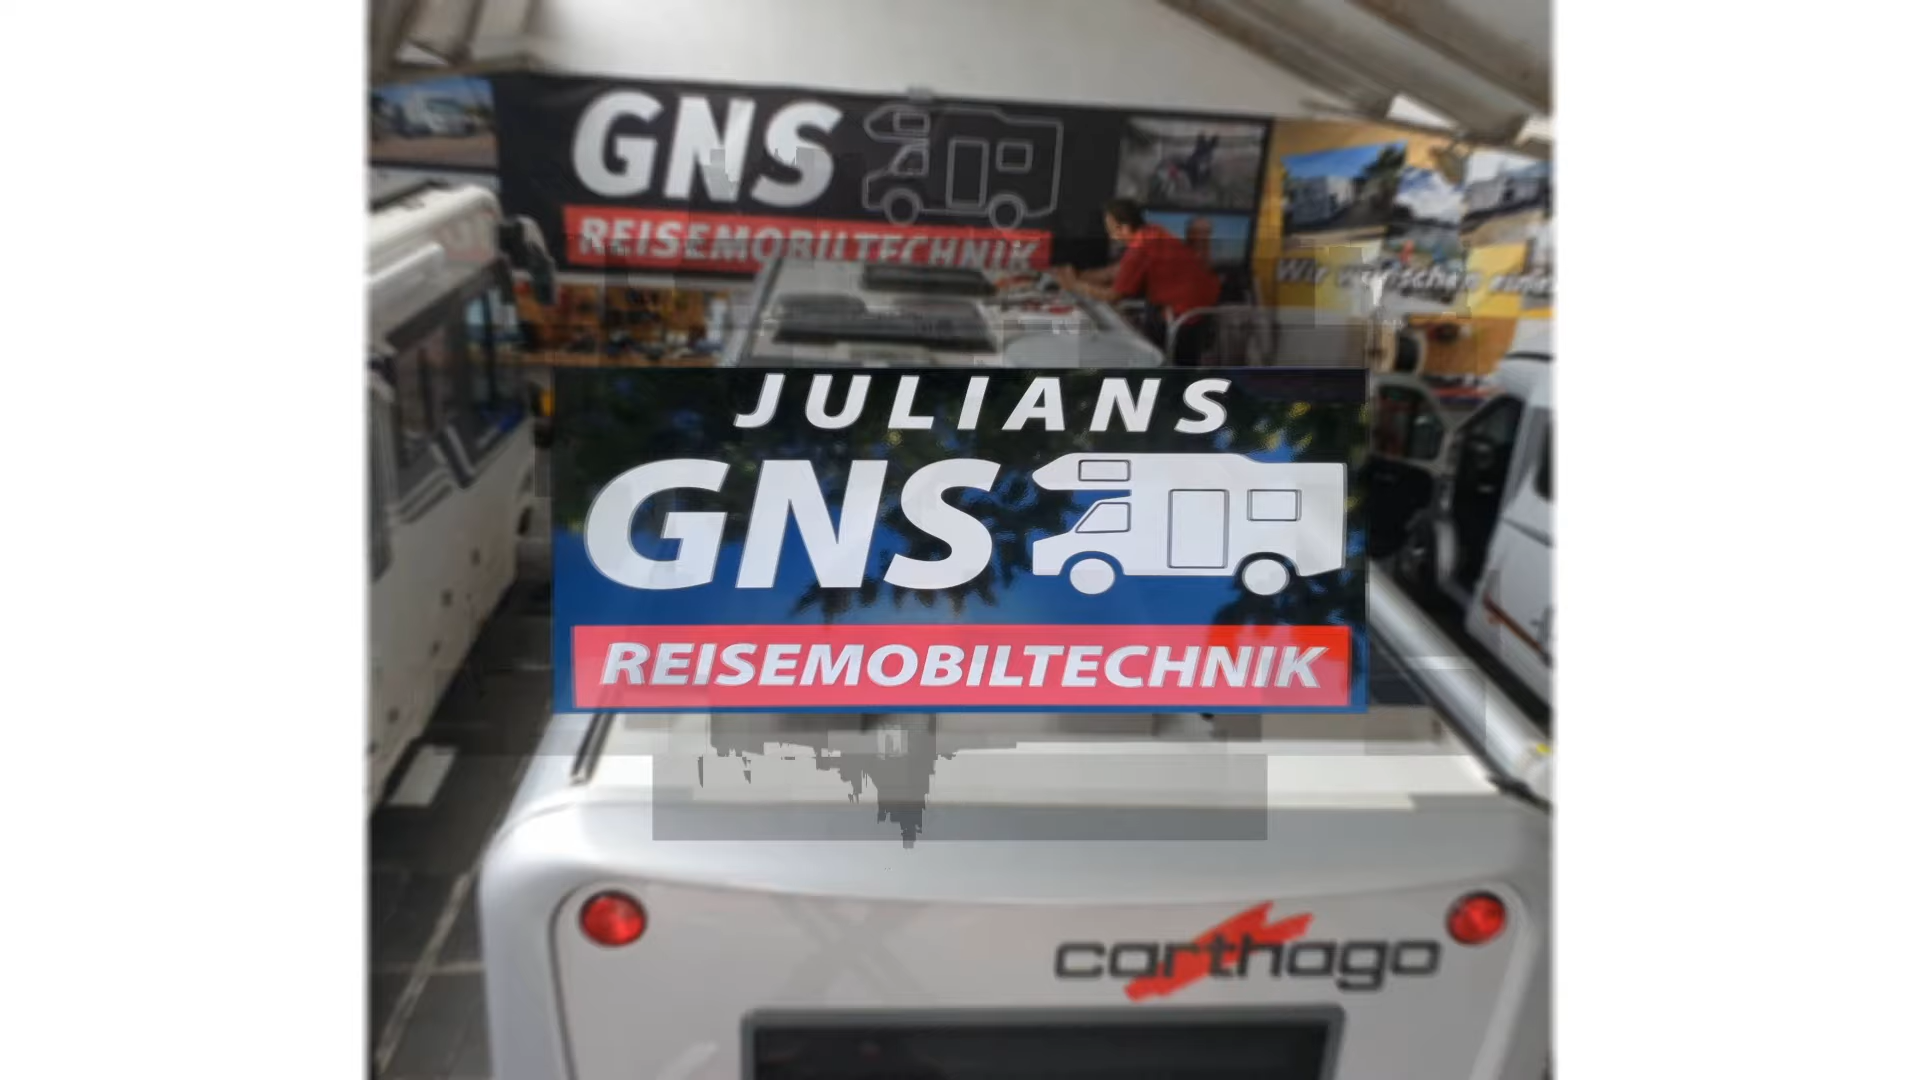 GNS
REISEMOBILTECHNIK
JULIANS
GNS
REISEMOBILTECHNIK
carthago